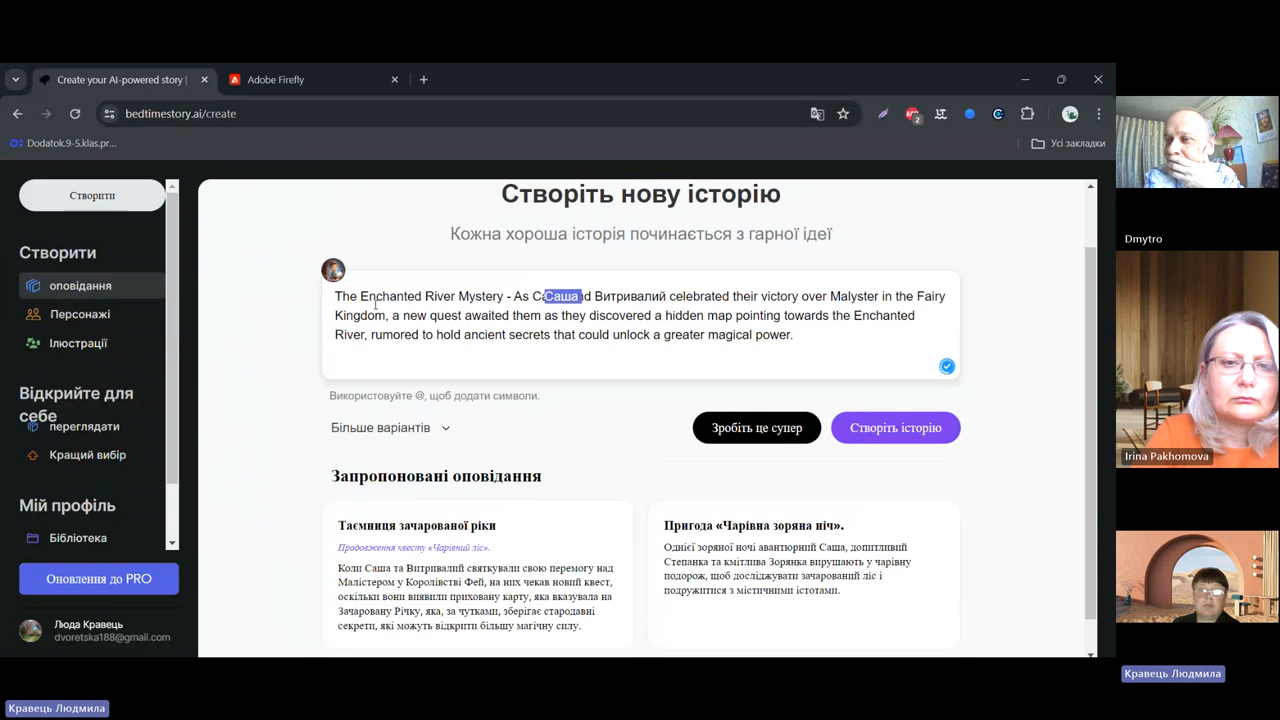 Create your AI-powered story |
Adobe Firefly
bedtimestory.ai/create
2
Dodatok.9-5.klas.pr...
Усі закладки
Створити
Створити
оповідання
Персонажі
Ілюстрації
Відкрийте для
себе
переглядати
Кращий вибір
Мій профіль
Бібліотека
Оновлення до PRO
Люда Кравець
dvoretska188@gmail.com
Створіть нову історію
Кожна хороша історія починається з гарної ідеї
The Enchanted River Mystery - As Саша and Витривалий celebrated their victory over Malyster in the Fairy
Kingdom, a new quest awaited them as they discovered a hidden map pointing towards the Enchanted
River, rumored to hold ancient secrets that could unlock a greater magical power.
Використовуйте @, щоб додати символи.
Більше варіантів
Зробіть це супер
Створіть історію
Запропоновані оповідання
Таємниця зачарованої ріки
Продовження квесту «Чарівний ліс».
Коли Саша та Витривалий святкували свою перемогу над
Малістером у Королівстві Фей, на них чекав новий квест,
оскільки вони виявили приховану карту, яка вказувала на
Зачаровану Річку, яка, за чутками, зберігає стародавні
секрети, які можуть відкрити більшу магічну силу.
Пригода «Чарівна зоряна ніч».
Однієї зоряної ночі авантюрний Саша, допитливий
Степанка та кмітлива Зорянка вирушають у чарівну
подорож, щоб досліджувати зачарований ліс і
подружитися з містичними істотами.
Dmytro
Irina Pakhomova
Кравець Людмила
Кравець Людмила